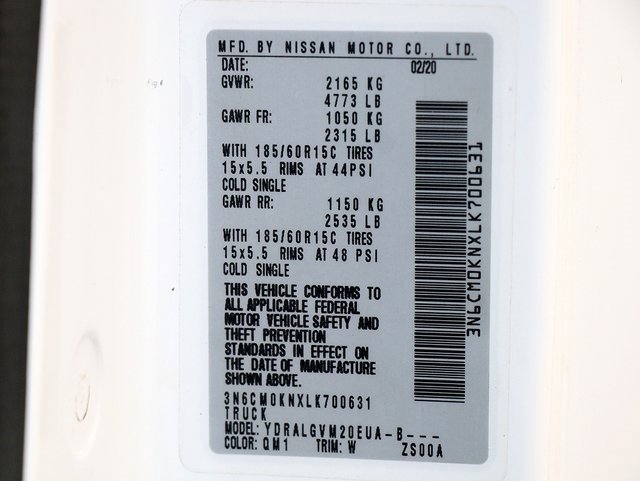 MFD. BY NISSAN MOTOR CO., LTD.
DATE: 02/20
GVWR: 2165 KG
4773 LB
GAWR FR: 1050 KG
2315 LB
WITH 185/60R15C TIRES
15x5.5 RIMS AT 44PSI
COLD SINGLE
GAWR RR: 1150 KG
2535 LB
WITH 185/60R15C TIRES
15x5.5 RIMS AT 48 PSI
COLD SINGLE
THIS VEHICLE CONFORMS TO
ALL APPLICABLE FEDERAL
MOTOR VEHICLE SAFETY AND
THEFT PREVENTION
STANDARDS IN EFFECT ON
THE DATE OF MANUFACTURE
SHOWN ABOVE.
3N6CM0KNXLK700631
TRUCK
MODEL: YDRALGVM20EUA-B---
COLOR: QM1 TRIM: W ZS00A
3N6CM0KNXLK700631